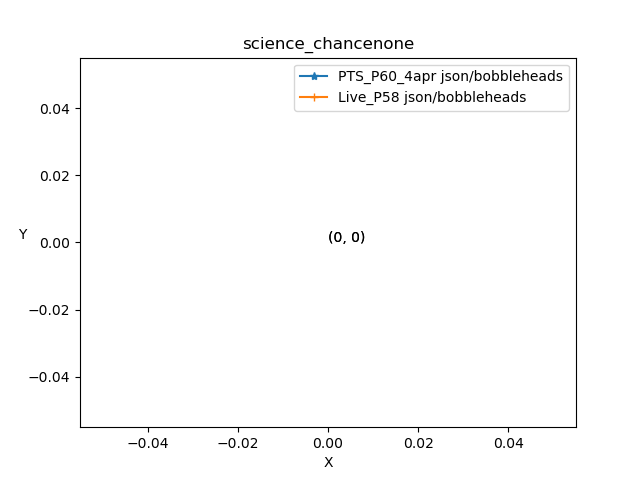 science_chancenone
PTS_P60_4apr json/bobbleheads
Live_P58 json/bobbleheads
0.04
0.02
Y
0.00
(0, 0)
−0.02
−0.04
−0.04 −0.02 0.00 0.02 0.04
X